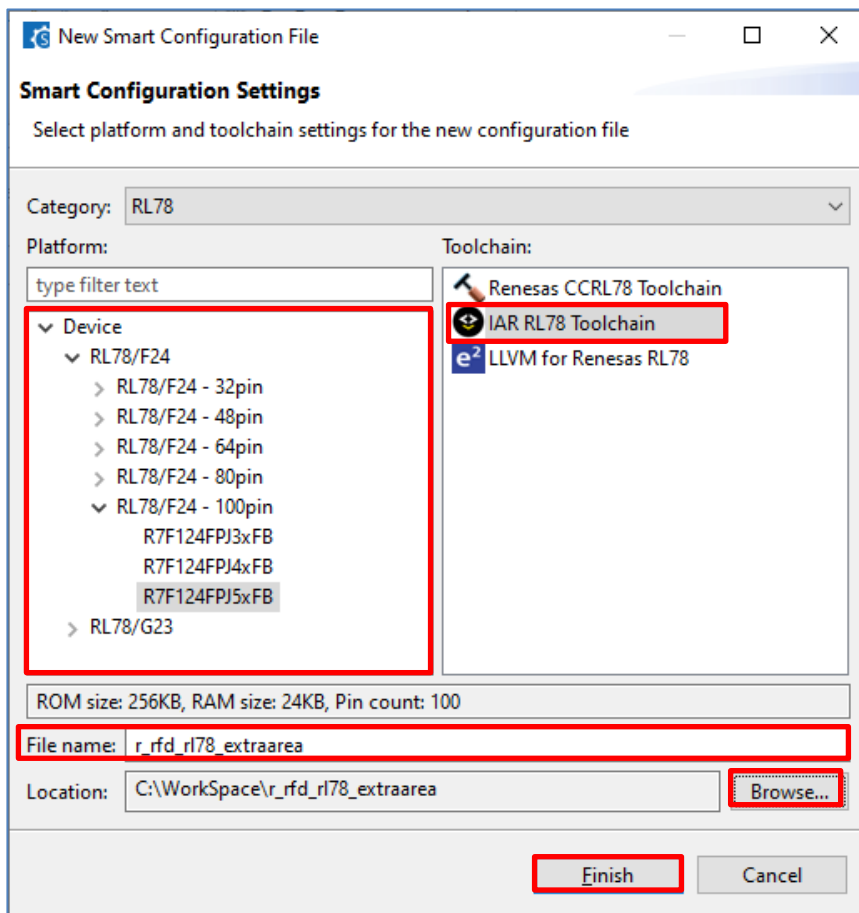 New Smart Configuration File
Smart Configuration Settings
Select platform and toolchain settings for the new configuration file
Category: RL78
Platform:
Toolchain:
type filter text
Device
RL78/F24
RL78/F24 - 32pin
RL78/F24 - 48pin
RL78/F24 - 64pin
RL78/F24 - 80pin
RL78/F24 - 100pin
R7F124FPJ3xFB
R7F124FPJ4xFB
R7F124FPJ5xFB
RL78/G23
Renesas CCRL78 Toolchain
IAR RL78 Toolchain
e² LLVM for Renesas RL78
ROM size: 256KB, RAM size: 24KB, Pin count: 100
File name: r_rfd_rl78_extraarea
Location: C:\WorkSpace\r_rfd_rl78_extraarea Browse...
Finish Cancel